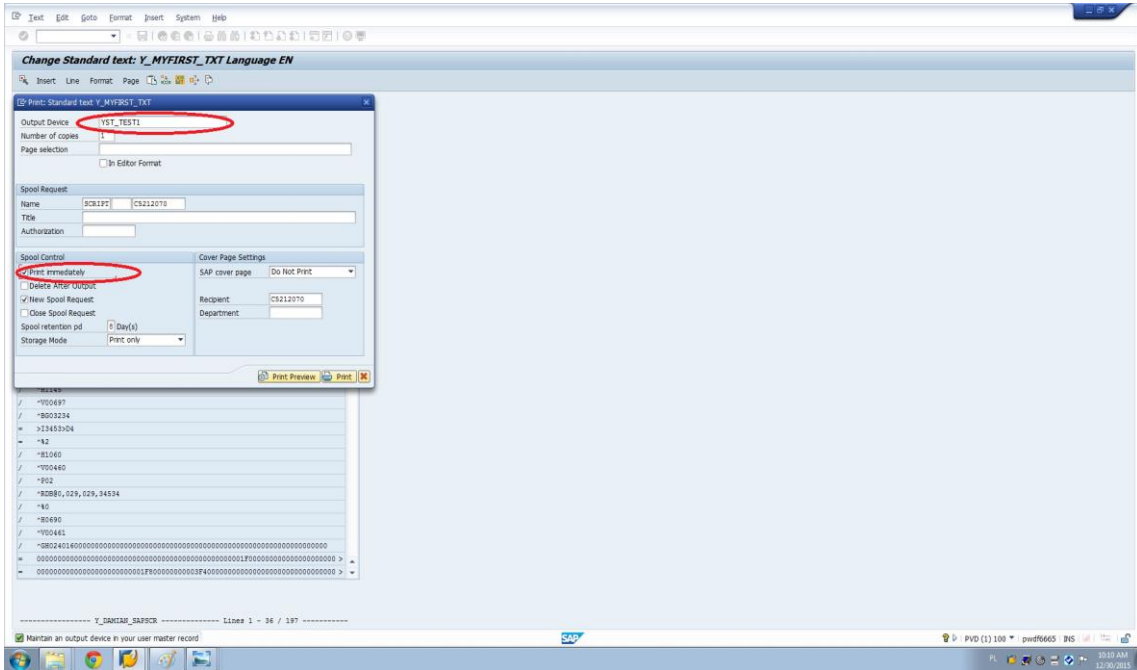 Text Edit Goto Format Insert System Help
Change Standard text: Y_MYFIRST_TXT Language EN
Insert Line Format Page
Print: Standard text Y_MYFIRST_TXT
Output Device YST_TEST1
Number of copies 1
Page selection
In Editor Format
Spool Request
Name SCRIPT CS212070
Title
Authorization
Spool Control Cover Page Settings
Print immediately SAP cover page Do Not Print
Delete After Output
New Spool Request Recipient CS212070
Close Spool Request Department
Spool retention pd 8 Day(s)
Storage Mode Print only
Print Preview Print
/ ^H1145
/ ^V00697
/ ^BG03234
= >I3453>D4
= ^%2
/ ^H1060
/ ^V00460
/ ^P02
/ ^RDB@0,029,029,34534
/ ^%0
/ ^H0690
/ ^V00461
Y_DAMIAN_SAPSCR Lines 1 - 36 / 197
Maintain an output device in your user master record
SAP
PVD (1) 100 pwdf6665 INS
PL 10:10 AM
12/30/2015